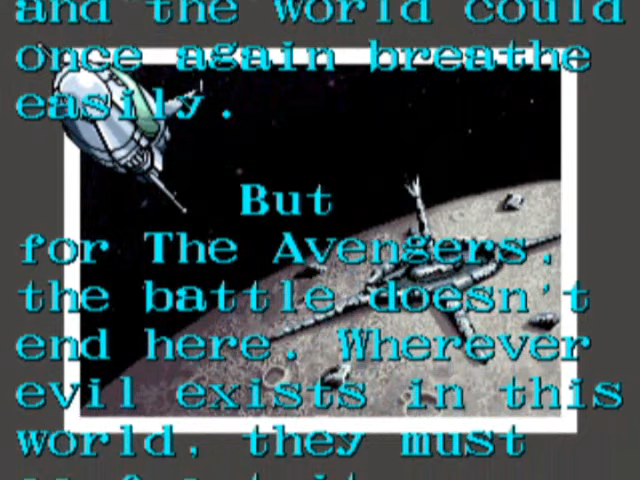 and the world could
once again breathe
easily.
But
for The Avengers,
the battle doesn't
end here. Wherever
evil exists in this
world, they must